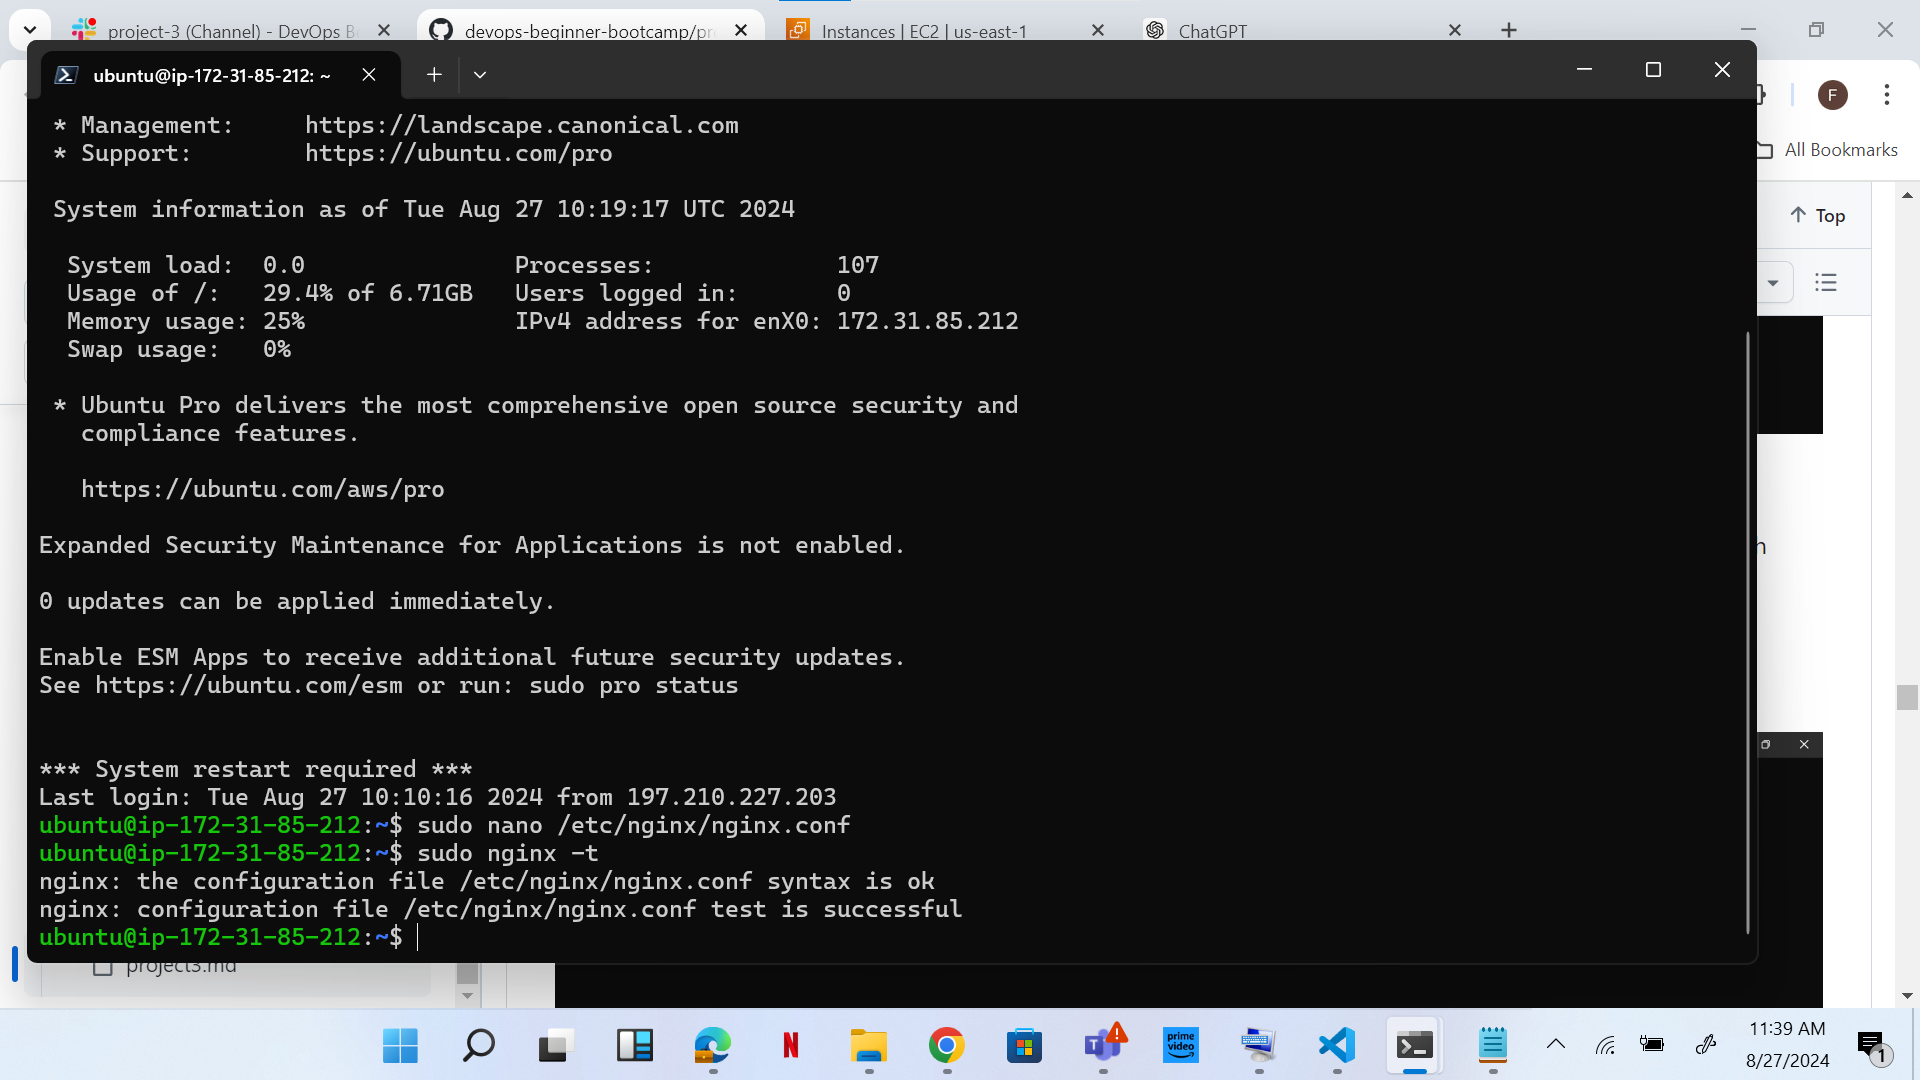 project-3 (Channel) - DevOps B
devops-beginner-bootcamp/pr
Instances | EC2 | us-east-1
ChatGPT
ubuntu@ip-172-31-85-212: ~
F
All Bookmarks
Top
* Management:     https://landscape.canonical.com
* Support:        https://ubuntu.com/pro
System information as of Tue Aug 27 10:19:17 UTC 2024
System load:  0.0               Processes:             107
Usage of /:   29.4% of 6.71GB   Users logged in:       0
Memory usage: 25%               IPv4 address for enX0: 172.31.85.212
Swap usage:   0%
* Ubuntu Pro delivers the most comprehensive open source security and
compliance features.
https://ubuntu.com/aws/pro
Expanded Security Maintenance for Applications is not enabled.
0 updates can be applied immediately.
Enable ESM Apps to receive additional future security updates.
See https://ubuntu.com/esm or run: sudo pro status
*** System restart required ***
Last login: Tue Aug 27 10:10:16 2024 from 197.210.227.203
ubuntu@ip-172-31-85-212:~$ sudo nano /etc/nginx/nginx.conf
ubuntu@ip-172-31-85-212:~$ sudo nginx -t
nginx: the configuration file /etc/nginx/nginx.conf syntax is ok
nginx: configuration file /etc/nginx/nginx.conf test is successful
ubuntu@ip-172-31-85-212:~$
project3.md
N
T
prime video
11:39 AM
8/27/2024
1